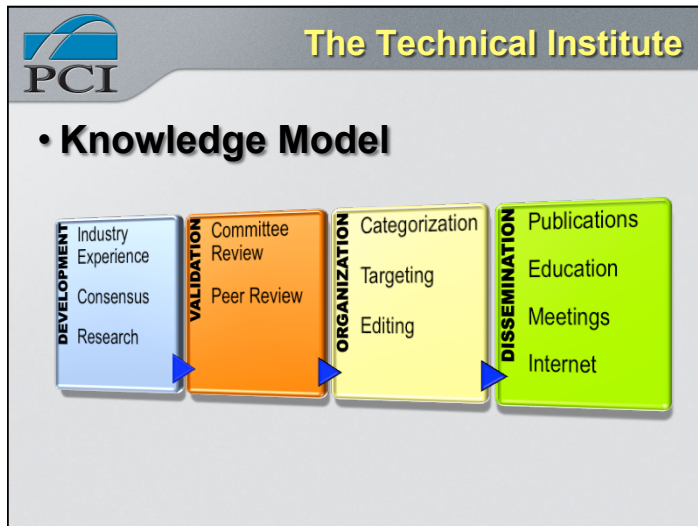 The Technical Institute
PCI
• Knowledge Model
DEVELOPMENT
Industry
Experience
Consensus
Research
VALIDATION
Committee
Review
Peer Review
ORGANIZATION
Categorization
Targeting
Editing
DISSEMINATION
Publications
Education
Meetings
Internet